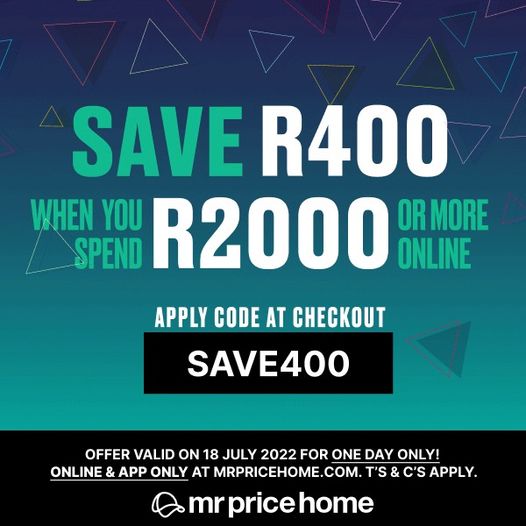 SAVE R400
WHEN YOU SPEND R2000 OR MORE ONLINE
APPLY CODE AT CHECKOUT
SAVE400
OFFER VALID ON 18 JULY 2022 FOR ONE DAY ONLY!
ONLINE & APP ONLY AT MRPRICEHOME.COM. T'S & C'S APPLY.
mr price home